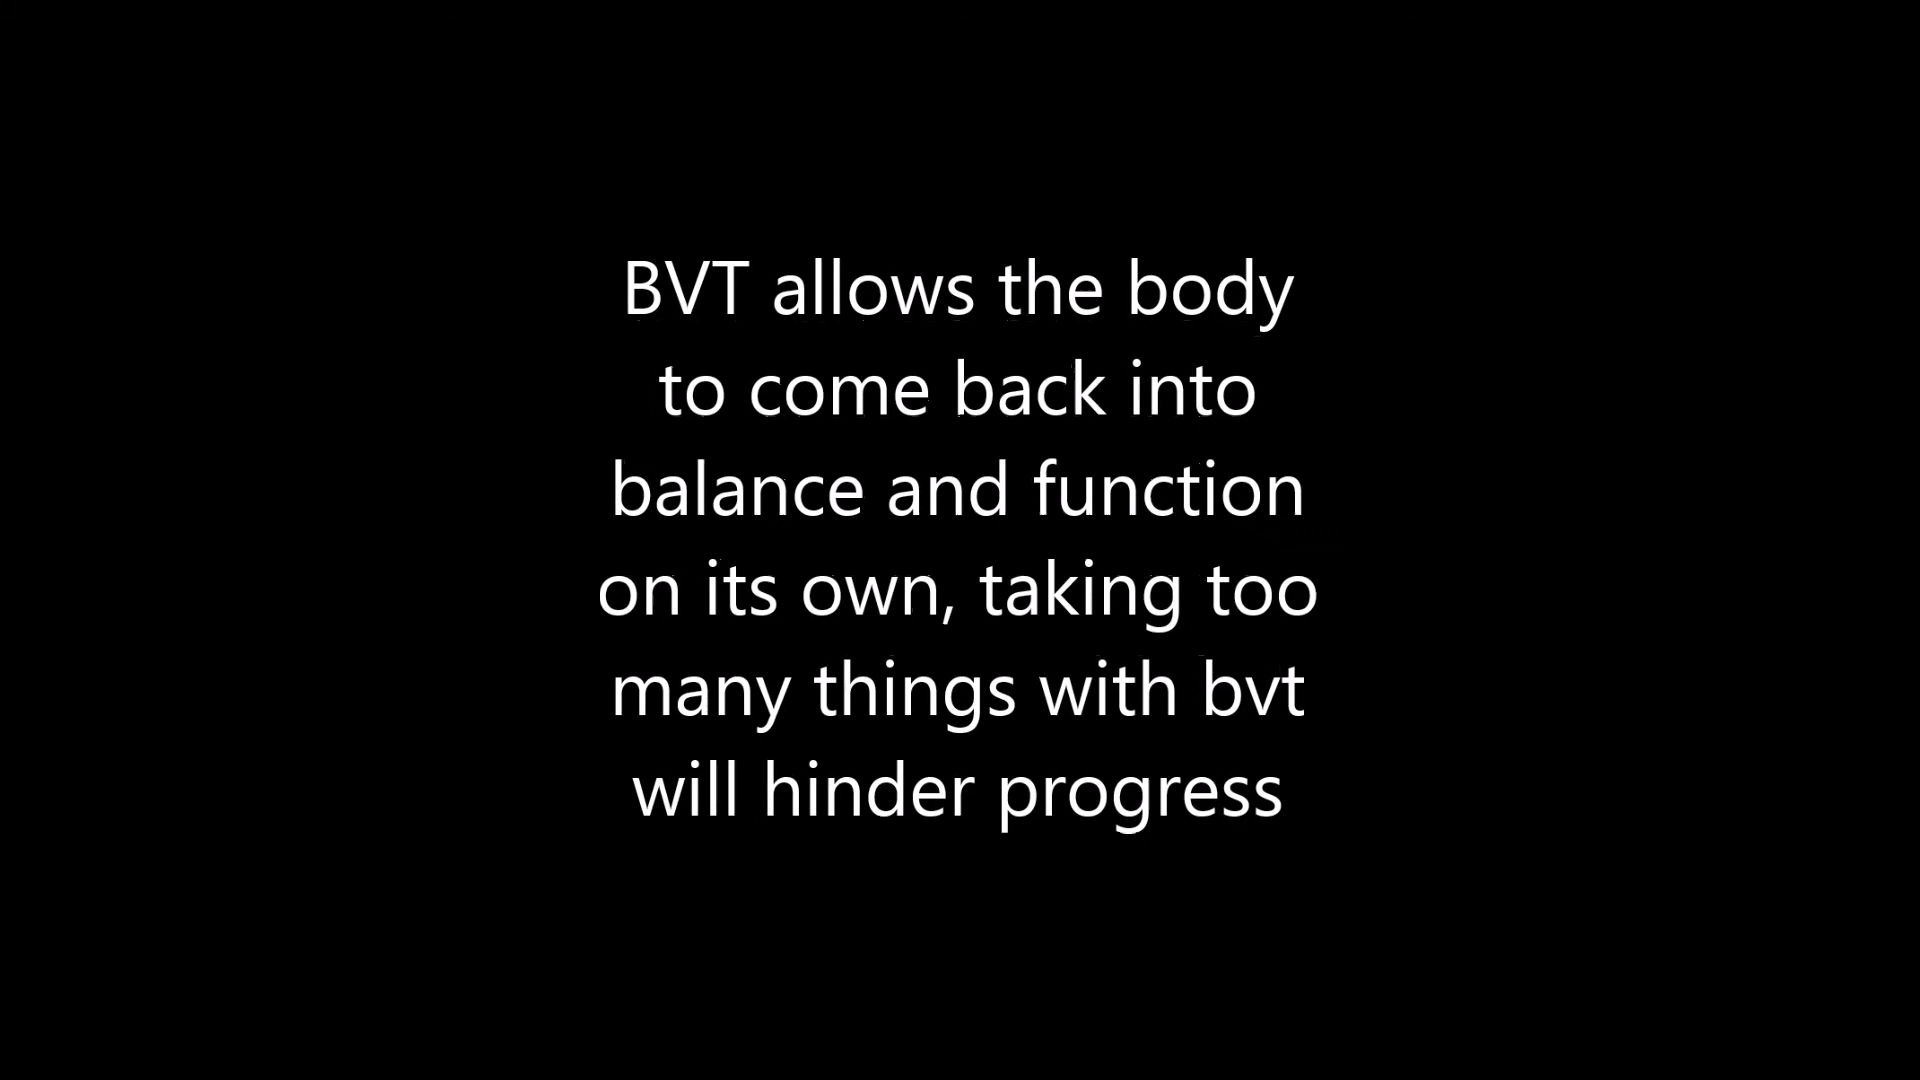 BVT allows the body
to come back into
balance and function
on its own, taking too
many things with bvt
will hinder progress